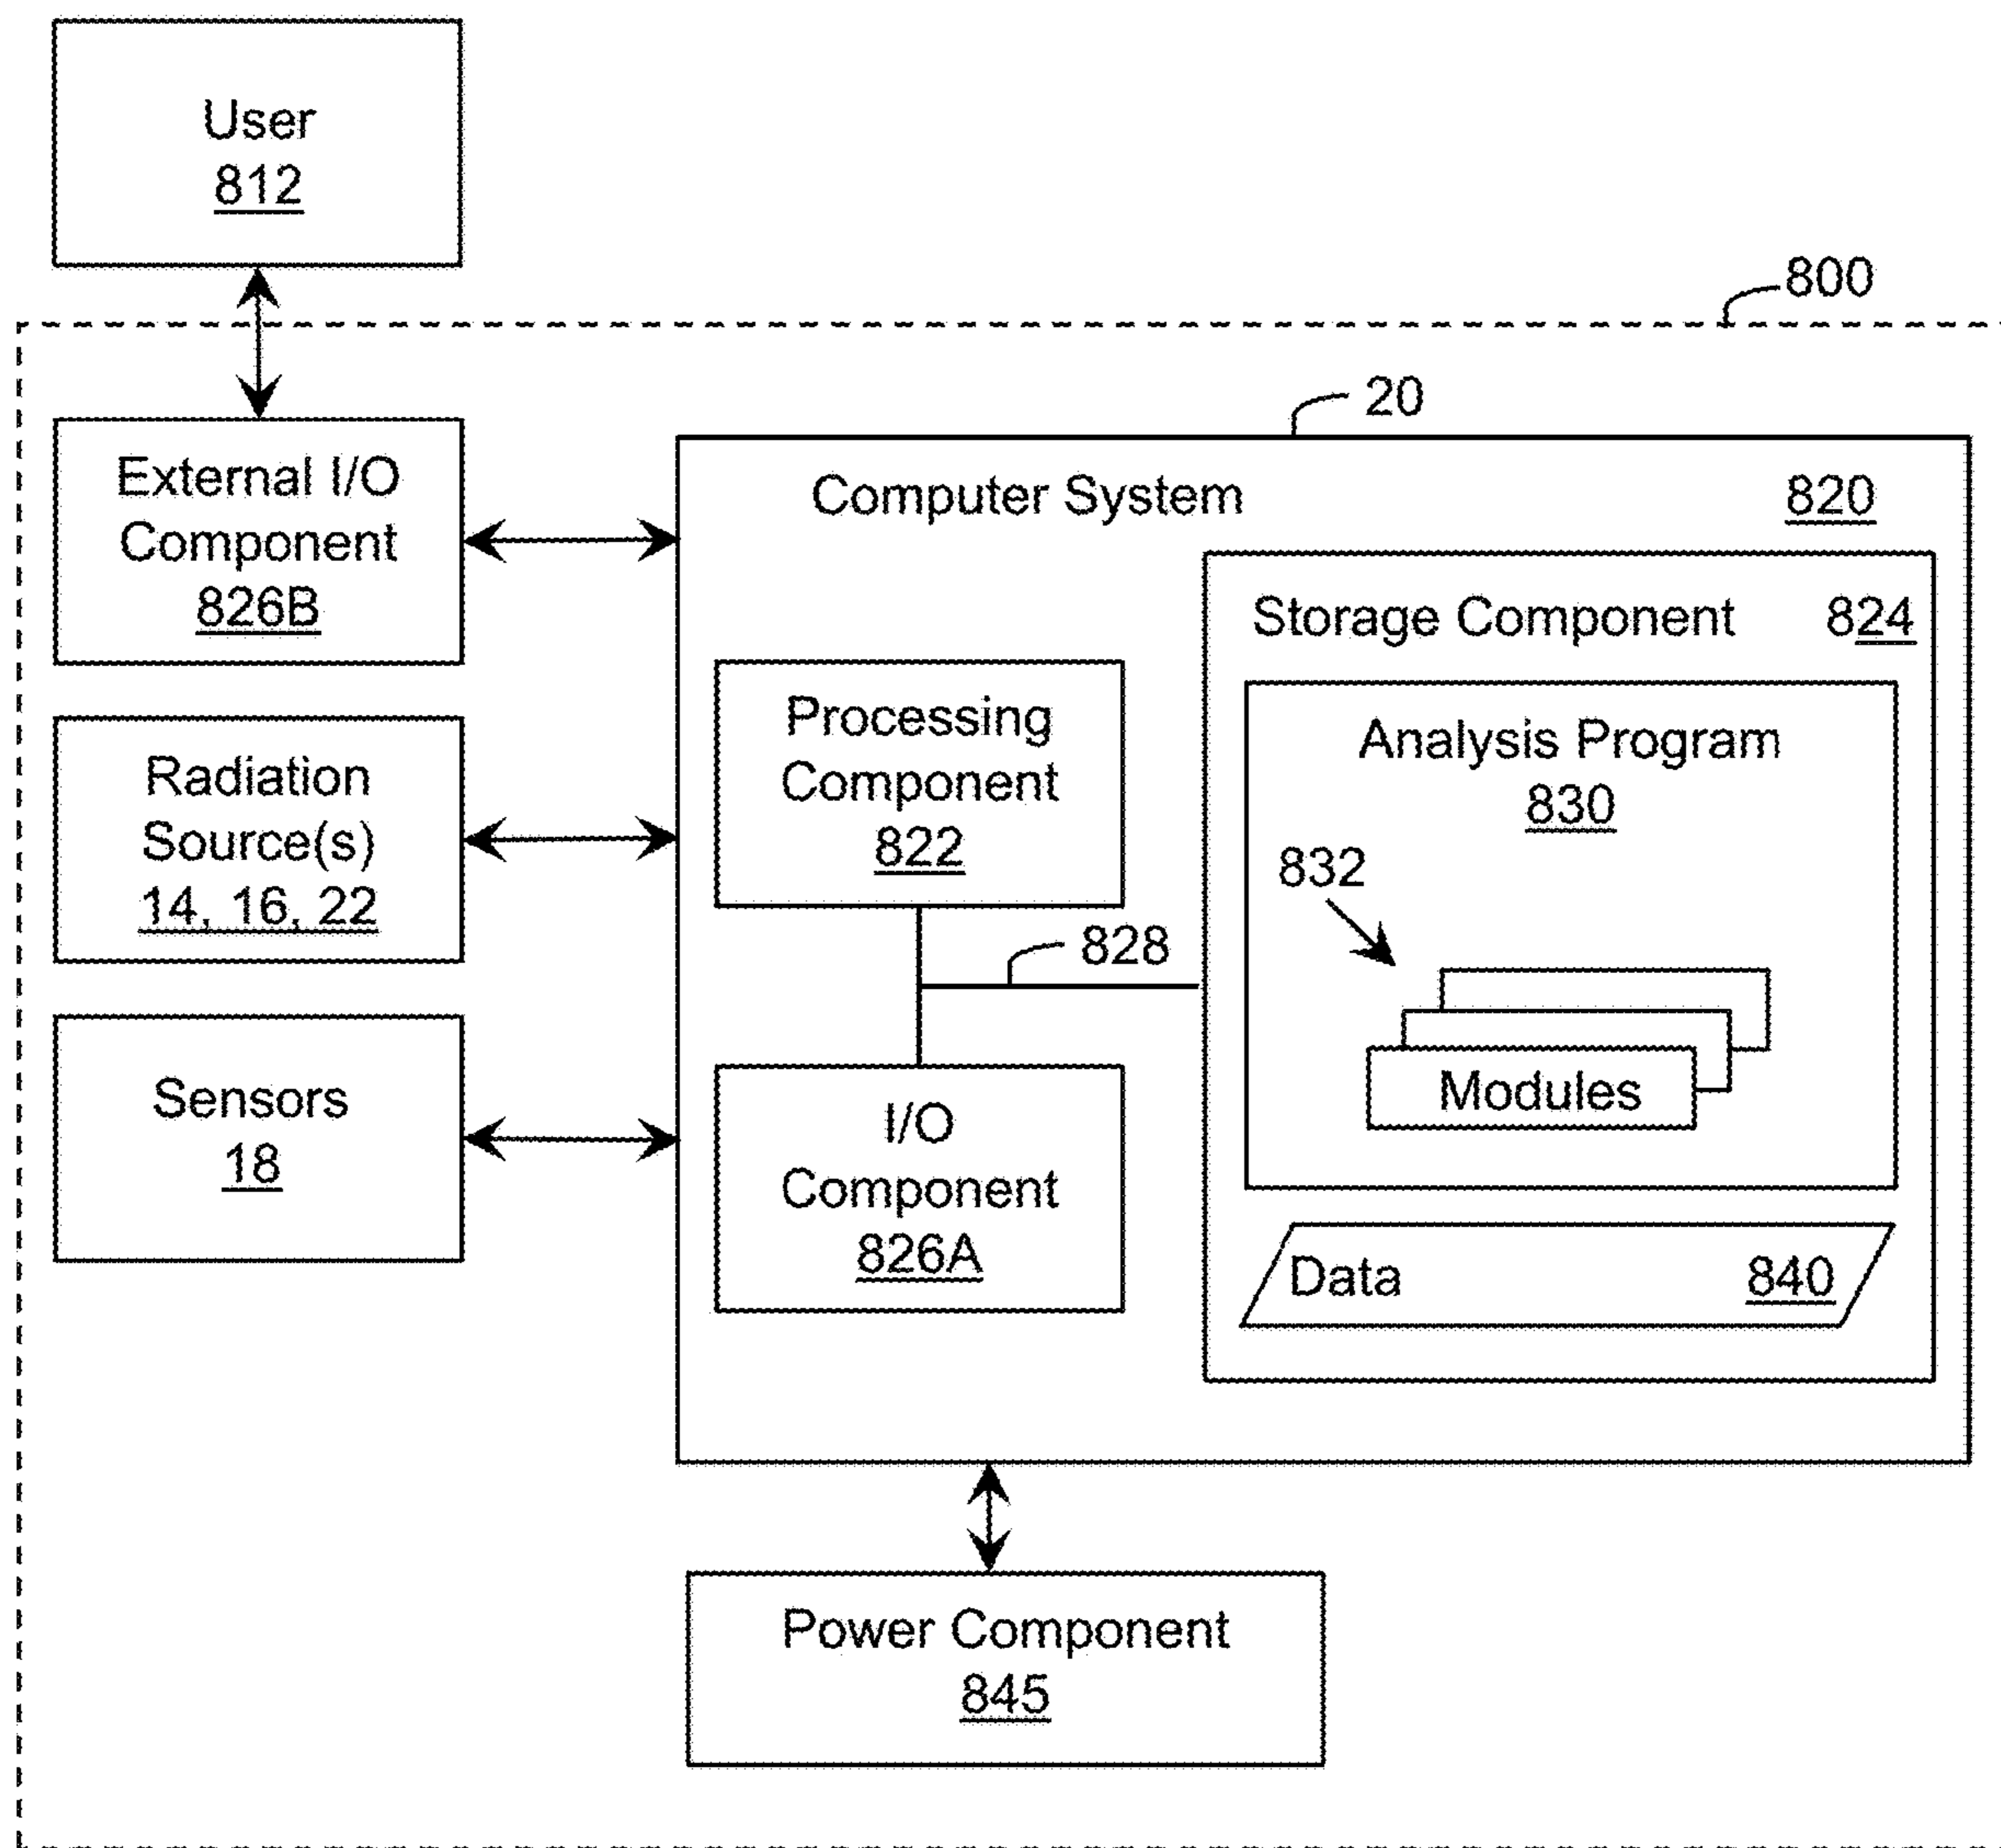 User
812
800
20
External I/O
Component
826B
Computer System 820
Storage Component 824
Processing
Component
822
Analysis Program
830
Radiation
Source(s)
14, 16, 22
832
828
Modules
Sensors
18
I/O
Component
826A
Data 840
Power Component
845